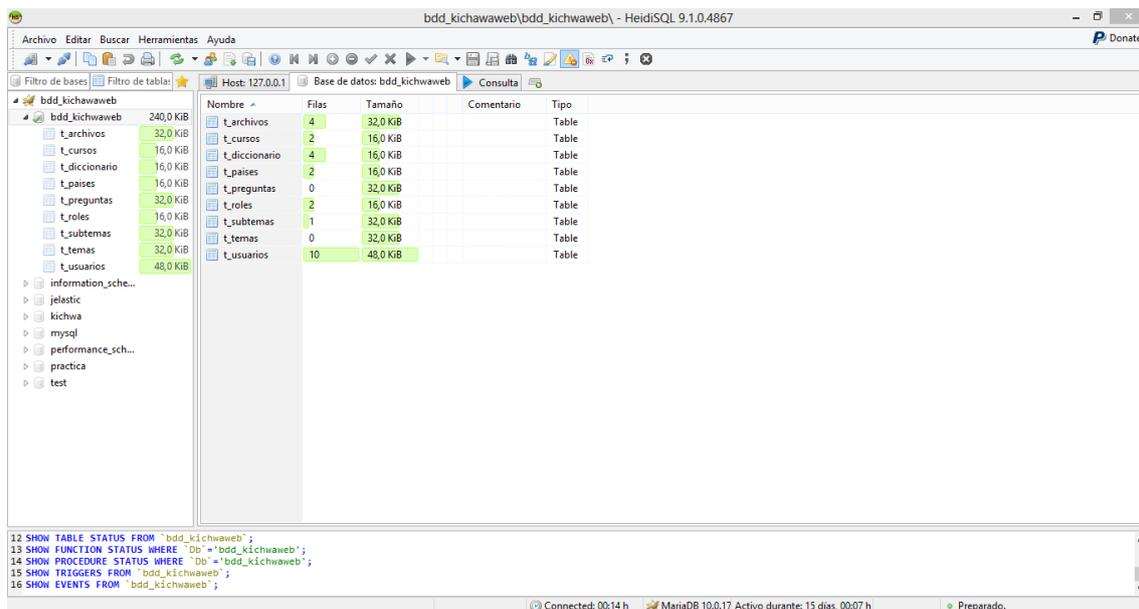 bdd_kichawaweb\bdd_kichwaweb\ - HeidiSQL 9.1.0.4867
Archivo Editar Buscar Herramientas Ayuda
Donate
Filtro de bases Filtro de tablas
Host: 127.0.0.1 Base de datos: bdd_kichwaweb Consulta
bdd_kichawaweb
bdd_kichwaweb 240,0 KiB
t_archivos 32,0 KiB
t_cursos 16,0 KiB
t_diccionario 16,0 KiB
t_paises 16,0 KiB
t_preguntas 32,0 KiB
t_roles 16,0 KiB
t_subtemas 32,0 KiB
t_temas 32,0 KiB
t_usuarios 48,0 KiB
information_sche...
jelastic
kichwa
mysql
performance_sch...
practica
test
Nombre Filas Tamaño Comentario Tipo
t_archivos 4 32,0 KiB Table
t_cursos 2 16,0 KiB Table
t_diccionario 4 16,0 KiB Table
t_paises 2 16,0 KiB Table
t_preguntas 0 32,0 KiB Table
t_roles 2 16,0 KiB Table
t_subtemas 1 32,0 KiB Table
t_temas 0 32,0 KiB Table
t_usuarios 10 48,0 KiB Table
12 SHOW TABLE STATUS FROM `bdd_kichwaweb`;
13 SHOW FUNCTION STATUS WHERE `Db`='bdd_kichwaweb';
14 SHOW PROCEDURE STATUS WHERE `Db`='bdd_kichwaweb';
15 SHOW TRIGGERS FROM `bdd_kichwaweb`;
16 SHOW EVENTS FROM `bdd_kichwaweb`;
Connected: 00:14 h MariaDB 10.0.17 Activo durante: 15 días, 00:07 h Preparado.